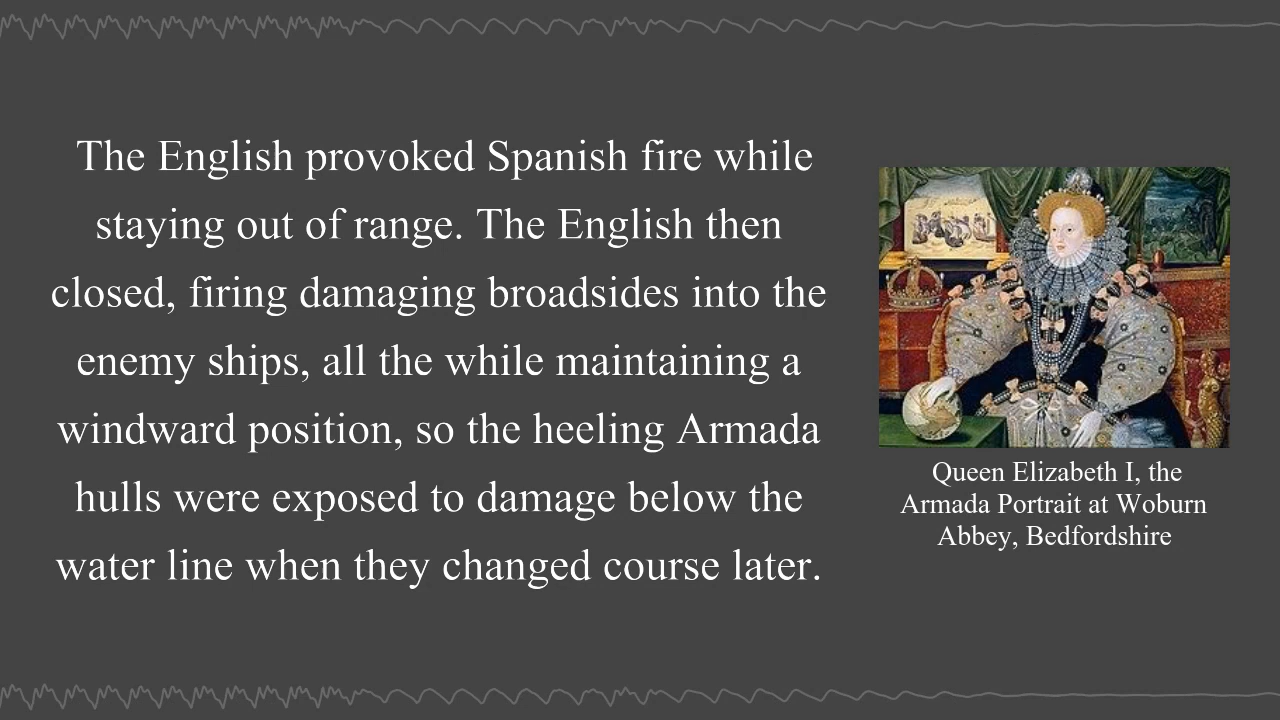 The English provoked Spanish fire while
staying out of range. The English then
closed, firing damaging broadsides into the
enemy ships, all the while maintaining a
windward position, so the heeling Armada
hulls were exposed to damage below the
water line when they changed course later.
Queen Elizabeth I, the
Armada Portrait at Woburn
Abbey, Bedfordshire